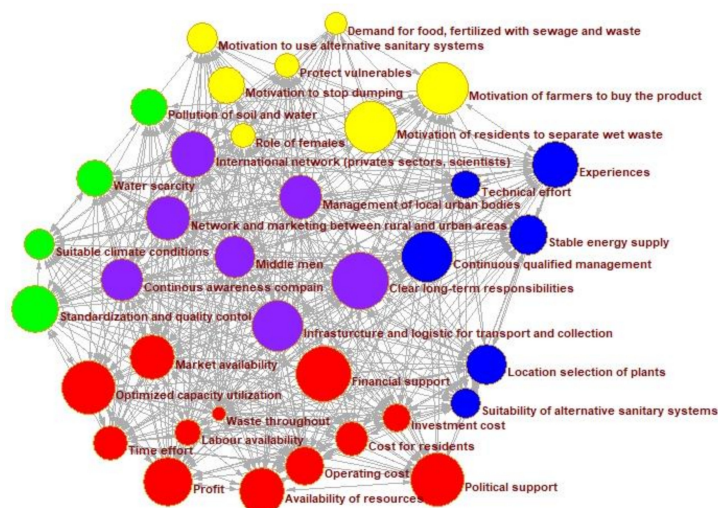 Demand for food, fertilized with sewage and waste
Motivation to use alternative sanitary systems
Protect vulnerables
Motivation to stop dumping
Motivation of farmers to buy the product
Pollution of soil and water
Motivation of residents to separate wet waste
Role of females
International network (privates sectors, scientists)
Experiences
Water scarcity
Technical effort
Management of local urban bodies
Network and marketing between rural and urban areas
Stable energy supply
Suitable climate conditions
Middle men
Continuous qualified management
Continous awareness compain
Clear long-term responsibilities
Standardization and quality contol
Infrasturcture and logistic for transport and collection
Market availability
Location selection of plants
Financial support
Optimized capacity utilization
Suitability of alternative sanitary systems
Waste throughout
Investment cost
Labour availability
Time effort
Cost for residents
Operating cost
Profit
Political support
Availability of resources